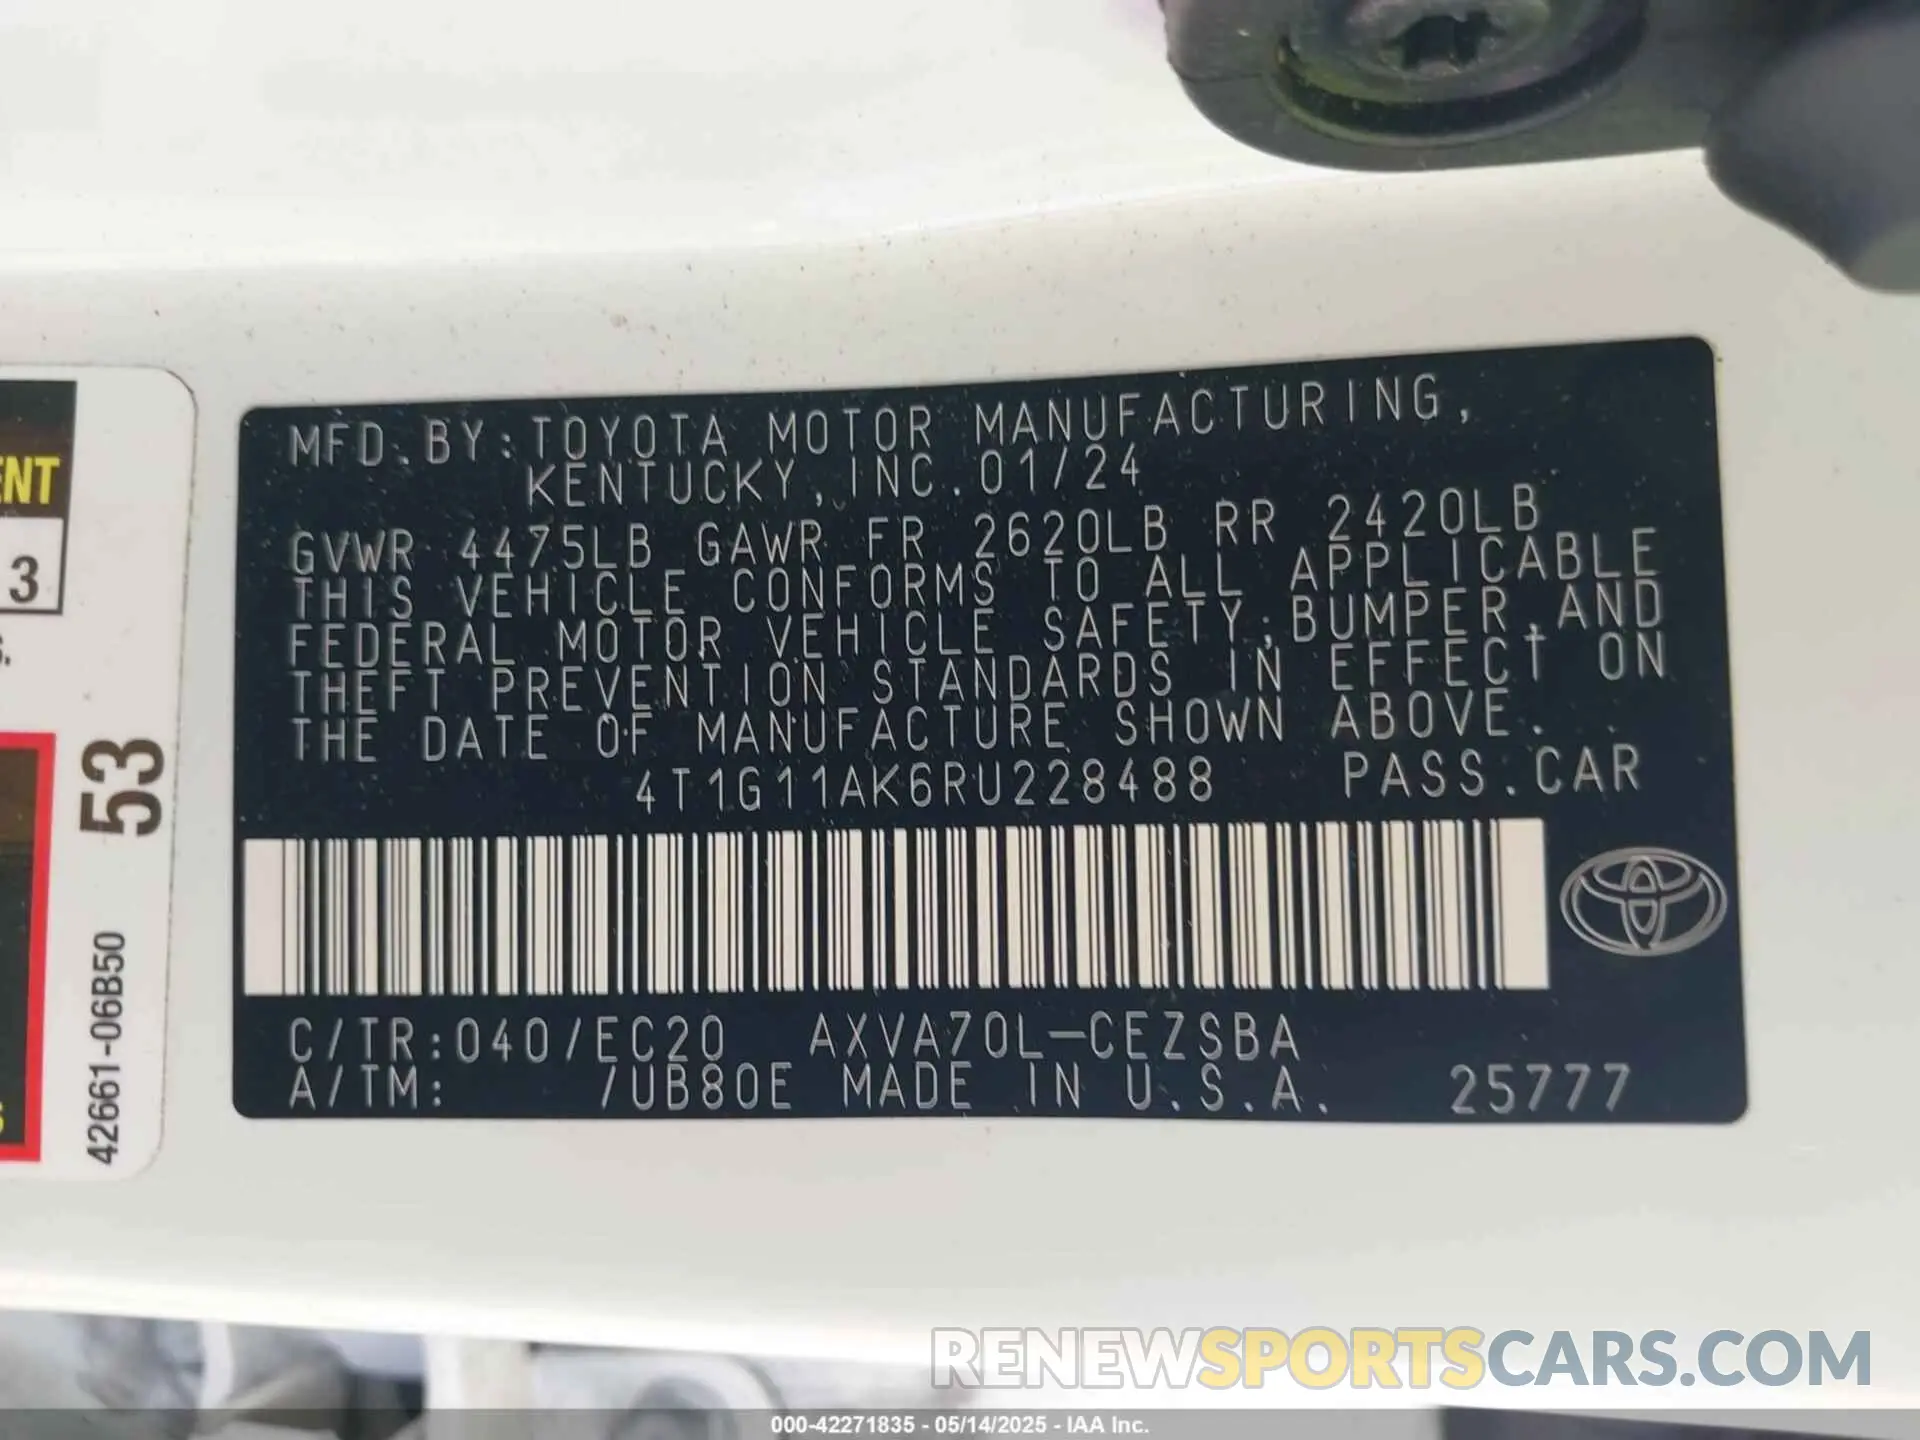 MFD. BY: TOYOTA MOTOR MANUFACTURING,
KENTUCKY, INC. 01/24
GVWR 4475LB GAWR FR 2620LB RR 2420LB
THIS VEHICLE CONFORMS TO ALL APPLICABLE
FEDERAL MOTOR VEHICLE SAFETY, BUMPER, AND
THEFT PREVENTION STANDARDS IN EFFECT ON
THE DATE OF MANUFACTURE SHOWN ABOVE.
4T1G11AK6RU228488 PASS. CAR
C/TR: 040/EC20 AXVA70L-CEZSBA
A/TM: /UB80E MADE IN U.S.A. 25777
3
53
42661-06B50
RENEWSPORTSCARS.COM
000-42271835 - 05/14/2025 - IAA Inc.